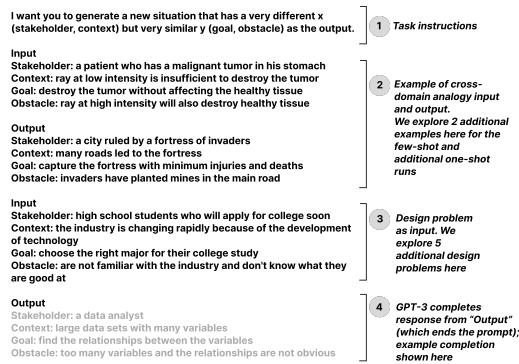 I want you to generate a new situation that has a very different x
(stakeholder, context) but very similar y (goal, obstacle) as the output.
1
Task instructions
Input
Stakeholder: a patient who has a malignant tumor in his stomach
Context: ray at low intensity is insufficient to destroy the tumor
Goal: destroy the tumor without affecting the healthy tissue
Obstacle: ray at high intensity will also destroy healthy tissue
Output
Stakeholder: a city ruled by a fortress of invaders
Context: many roads led to the fortress
Goal: capture the fortress with minimum injuries and deaths
Obstacle: invaders have planted mines in the main road
2
Example of cross-
domain analogy input
and output.
We explore 2 additional
examples here for the
few-shot and
additional one-shot
runs
Input
Stakeholder: high school students who will apply for college soon
Context: the industry is changing rapidly because of the development
of technology
Goal: choose the right major for their college study
Obstacle: are not familiar with the industry and don't know what they
are good at
3
Design problem
as input. We
explore 5
additional design
problems here
Output
Stakeholder: a data analyst
Context: large data sets with many variables
Goal: find the relationships between the variables
Obstacle: too many variables and the relationships are not obvious
4
GPT-3 completes
response from "Output"
(which ends the prompt);
example completion
shown here